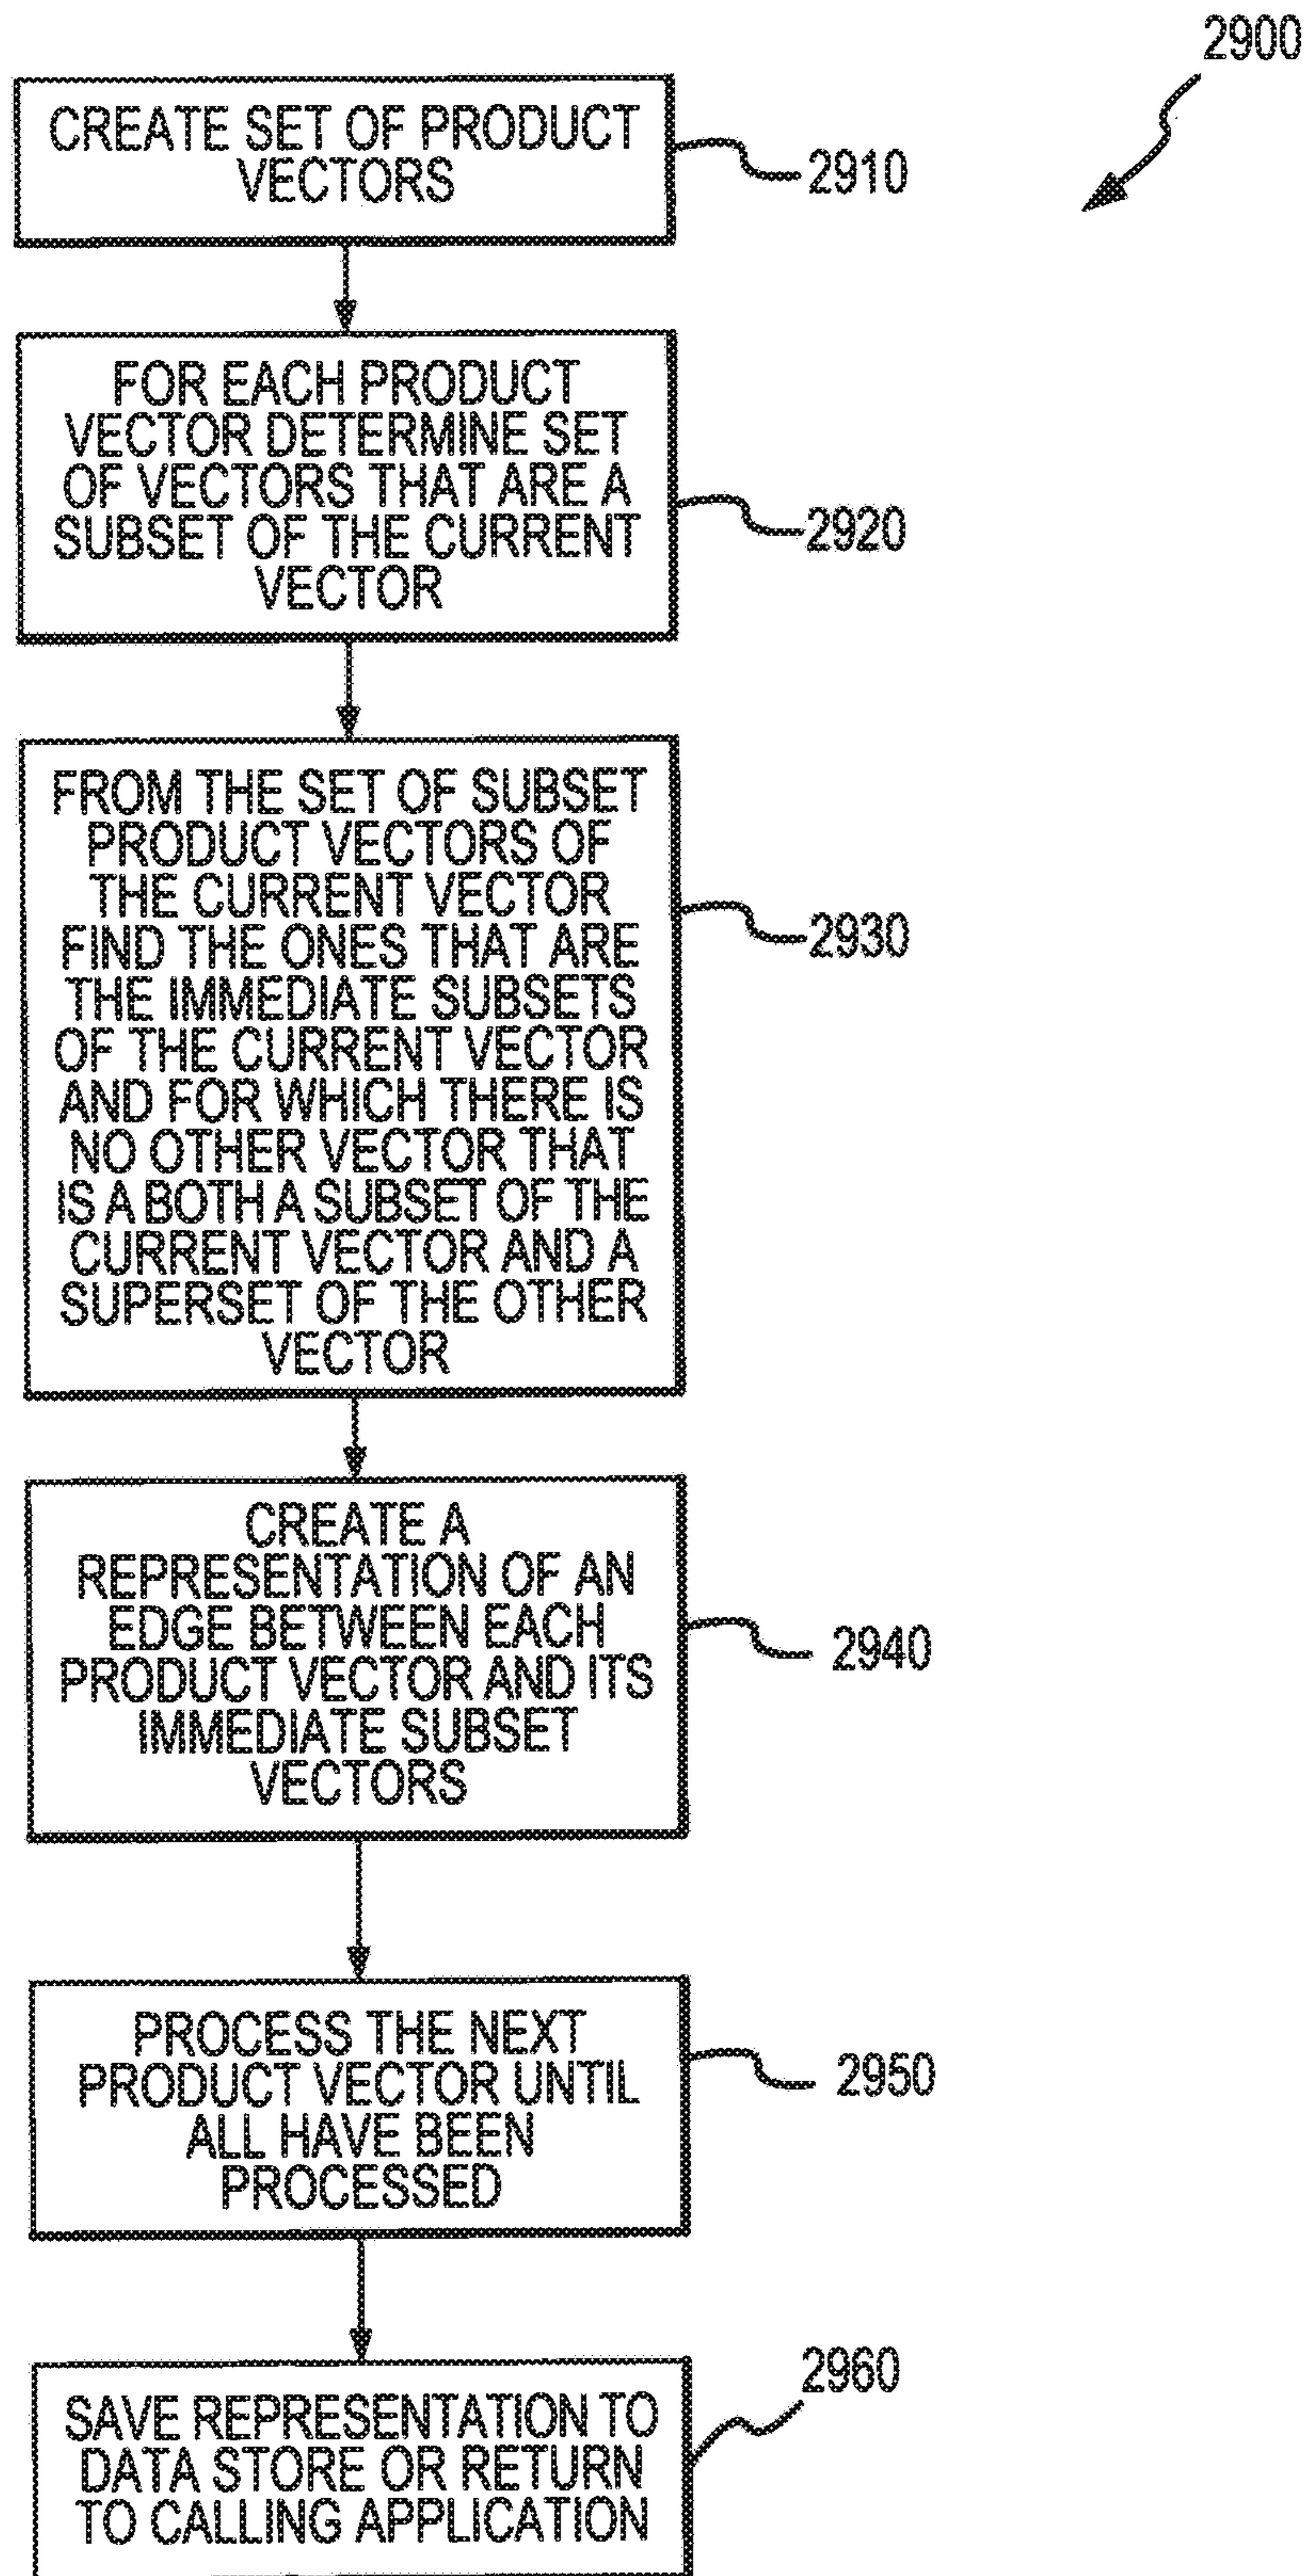 2900
CREATE SET OF PRODUCT
VECTORS
2910
FOR EACH PRODUCT
VECTOR DETERMINE SET
OF VECTORS THAT ARE A
SUBSET OF THE CURRENT
VECTOR
2920
FROM THE SET OF SUBSET
PRODUCT VECTORS OF
THE CURRENT VECTOR
FIND THE ONES THAT ARE
THE IMMEDIATE SUBSETS
OF THE CURRENT VECTOR
AND FOR WHICH THERE IS
NO OTHER VECTOR THAT
IS A BOTH A SUBSET OF THE
CURRENT VECTOR AND A
SUPERSET OF THE OTHER
VECTOR
2930
CREATE A
REPRESENTATION OF AN
EDGE BETWEEN EACH
PRODUCT VECTOR AND ITS
IMMEDIATE SUBSET
VECTORS
2940
PROCESS THE NEXT
PRODUCT VECTOR UNTIL
ALL HAVE BEEN
PROCESSED
2950
SAVE REPRESENTATION TO
DATA STORE OR RETURN
TO CALLING APPLICATION
2960